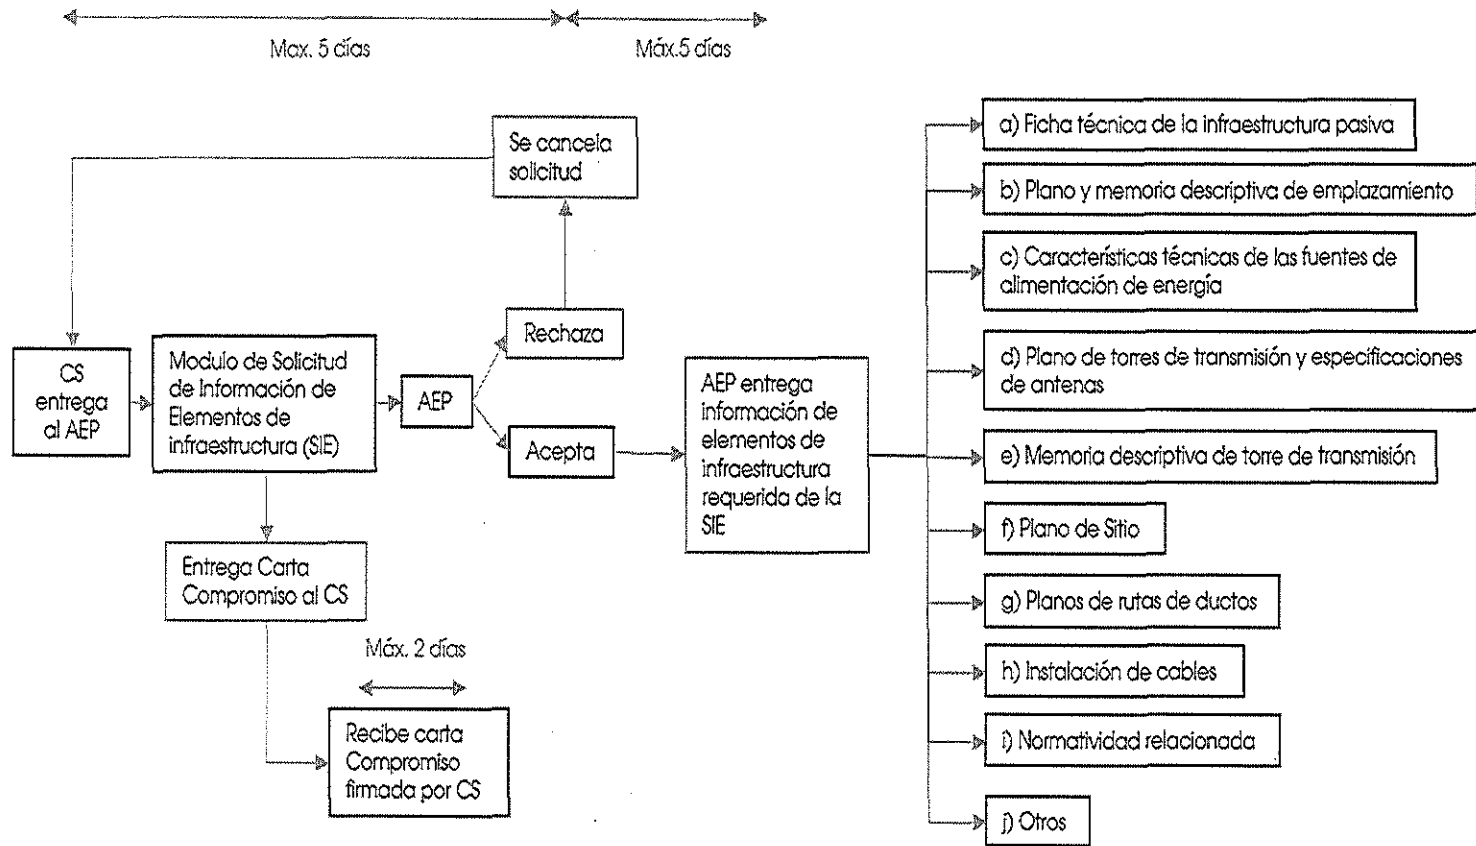 Max. 5 días
Máx.5 días
Se cancela
solicitud
Rechaza
CS
entrega
al AEP
Modulo de Solicitud
de Información de
Elementos de
infraestructura (SIE)
AEP
Acepta
AEP entrega
información de
elementos de
infraestructura
requerida de la
SIE
Entrega Carta
Compromiso al CS
Máx. 2 días
Recibe carta
Compromiso
firmada por CS
a) Ficha técnica de la infraestructura pasiva
b) Plano y memoria descriptiva de emplazamiento
c) Características técnicas de las fuentes de
alimentación de energía
d) Plano de torres de transmisión y especificaciones
de antenas
e) Memoria descriptiva de torre de transmisión
f) Plano de Sitio
g) Planos de rutas de ductos
h) Instalación de cables
i) Normatividad relacionada
j) Otros